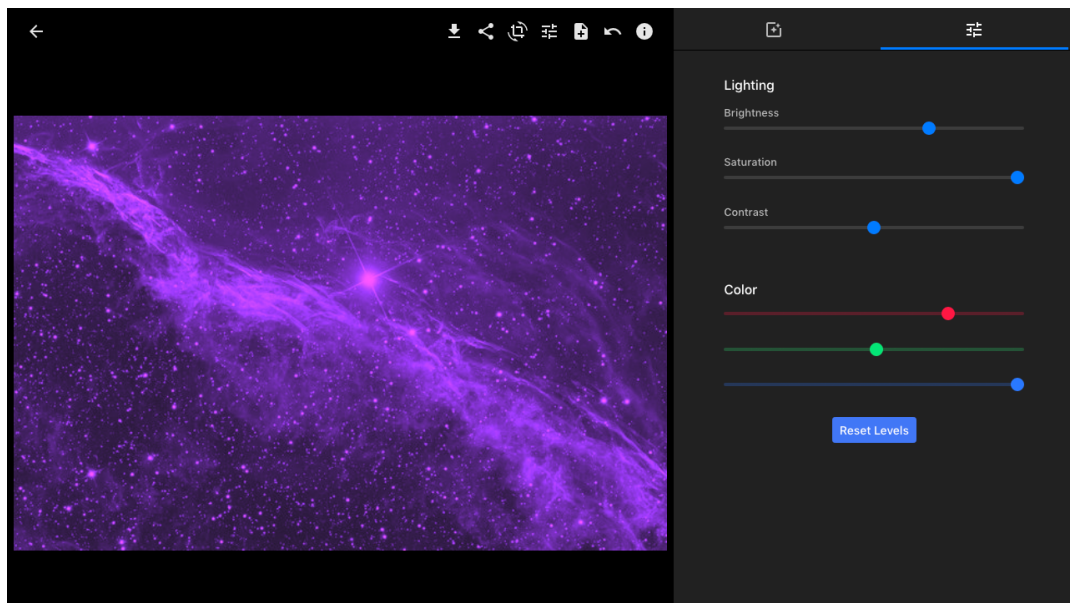 Lighting
Brightness
Saturation
Contrast
Color
Reset Levels